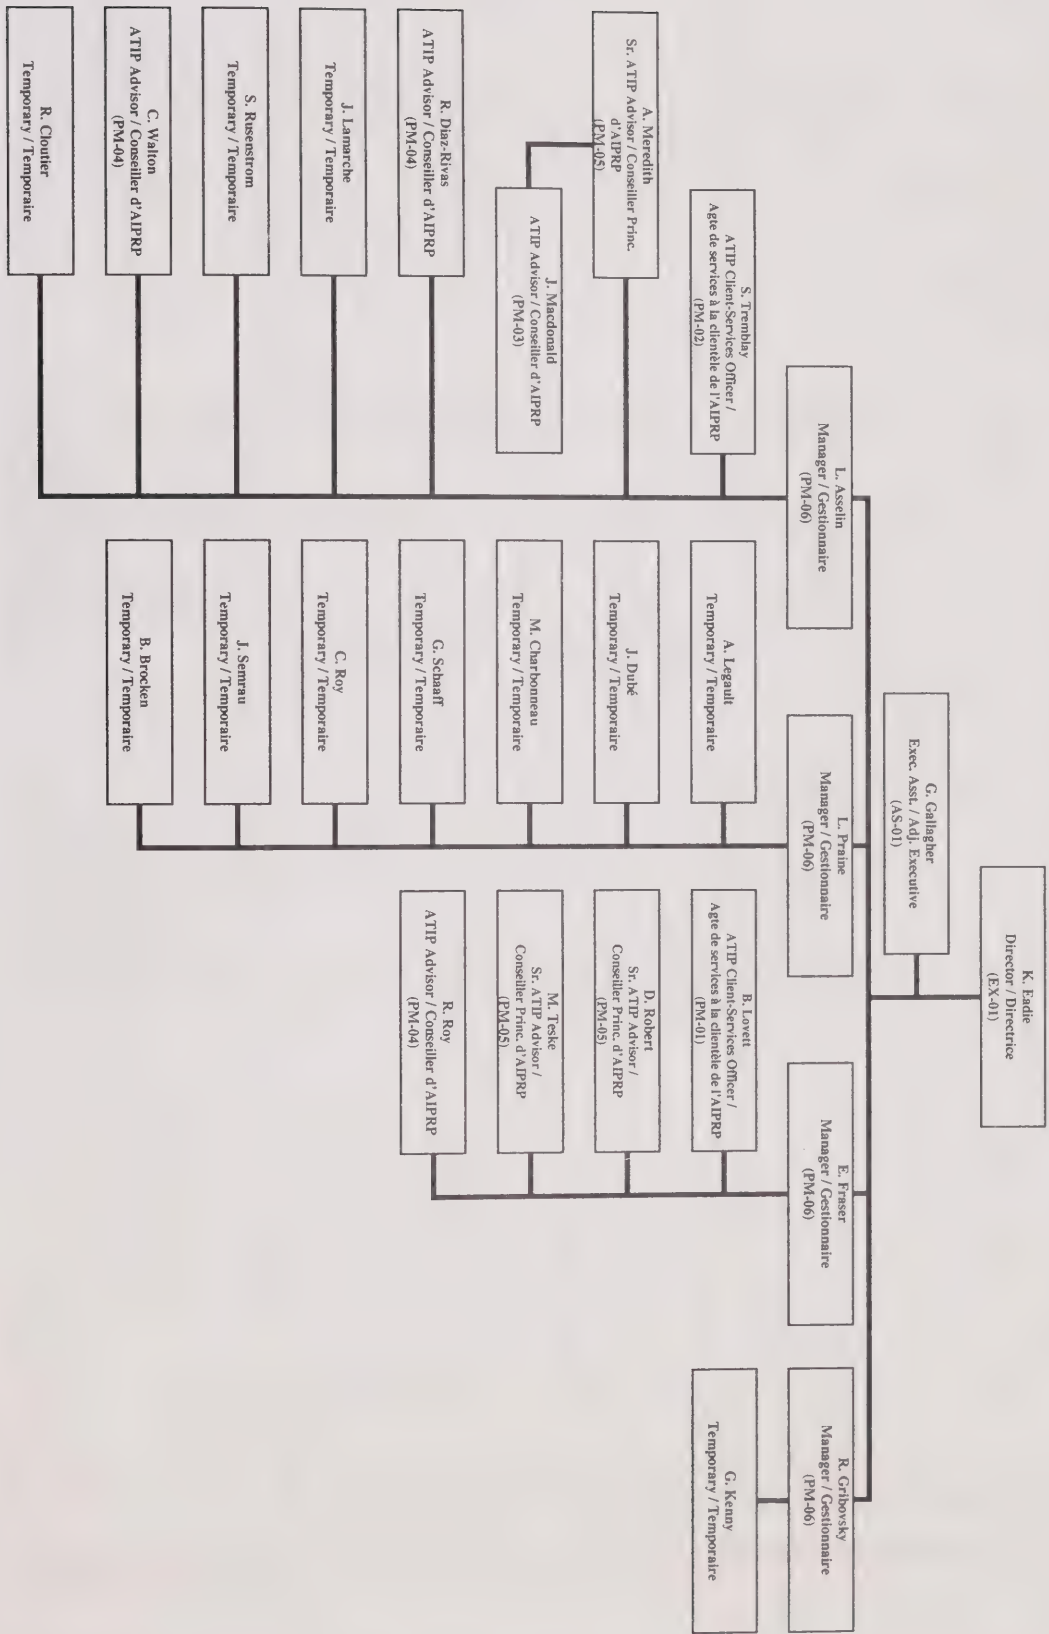 K. Eadie
Director / Directrice
(EX-01)
G. Gallagher
Exec. Asst. / Adj. Executive
(AS-01)
L. Asselin
Manager / Gestionnaire
(PM-06)
L. Praine
Manager / Gestionnaire
(PM-06)
E. Fraser
Manager / Gestionnaire
(PM-06)
R. Gribovsky
Manager / Gestionnaire
(PM-06)
S. Tremblay
ATIP Client-Services Officer /
Agte de services à la clientèle de l'AIPRP
(PM-02)
A. Meredith
Sr. ATIP Advisor / Conseiller Princ.
d'AIPRP
(PM-05)
J. Macdonald
ATIP Advisor / Conseiller d'AIPRP
(PM-03)
R. Diaz-Rivas
ATIP Advisor / Conseiller d'AIPRP
(PM-04)
J. Lamarche
Temporary / Temporaire
S. Rusenstrom
Temporary / Temporaire
C. Walton
ATIP Advisor / Conseiller d'AIPRP
(PM-04)
R. Cloutier
Temporary / Temporaire
A. Legault
Temporary / Temporaire
J. Dubé
Temporary / Temporaire
M. Charbonneau
Temporary / Temporaire
G. Schaaff
Temporary / Temporaire
C. Roy
Temporary / Temporaire
J. Semrau
Temporary / Temporaire
B. Brocken
Temporary / Temporaire
B. Lovett
ATIP Client-Services Officer /
Agte de services à la clientèle de l'AIPRP
(PM-01)
D. Robert
Sr. ATIP Advisor /
Conseiller Princ. d'AIPRP
(PM-05)
M. Teske
Sr. ATIP Advisor /
Conseiller Princ. d'AIPRP
(PM-05)
R. Roy
ATIP Advisor / Conseiller d'AIPRP
(PM-04)
G. Kenny
Temporary / Temporaire